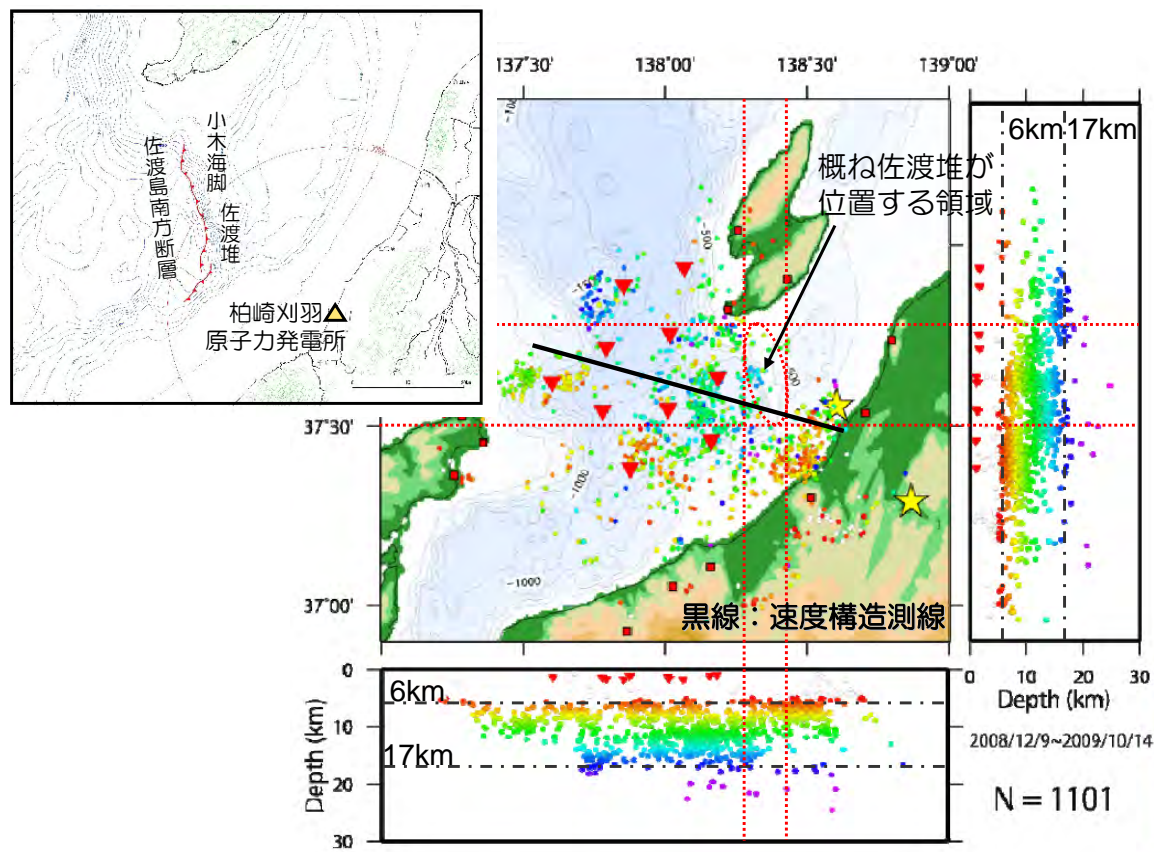 小木海脚
佐渡堆
佐渡島南方断層
柏崎刈羽
原子力発電所
137°30'
138°00'
138°30'
139°00'
概ね佐渡堆が
位置する領域
-500
-1000
-1000
37°30'
37°00'
黒線：速度構造測線
6km
17km
0
10
20
30
Depth (km)
2008/12/9~2009/10/14
N = 1101
0
10
20
30
Depth (km)
6km
17km